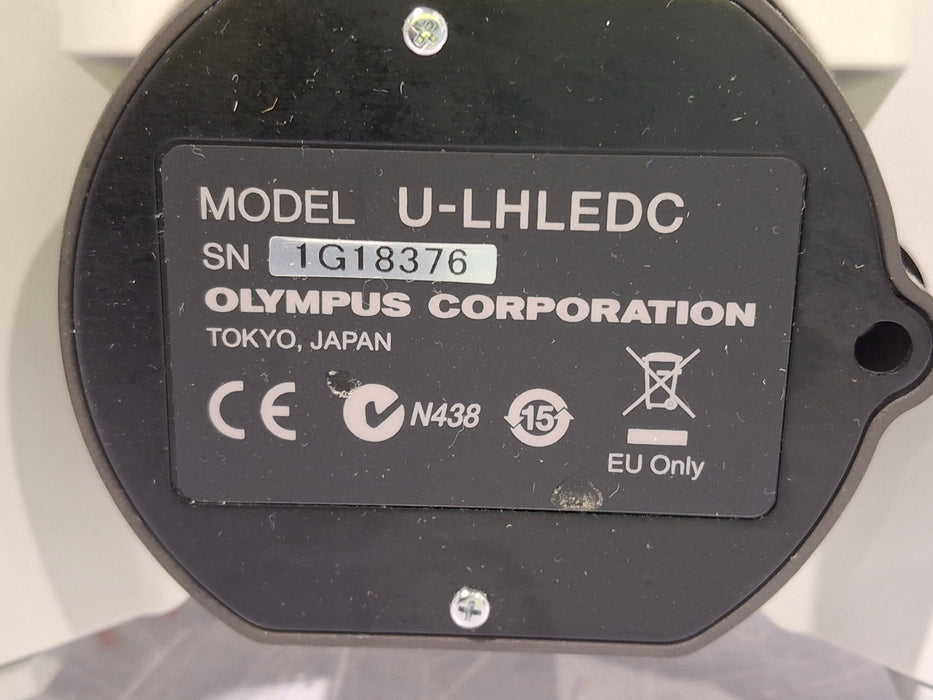 MODEL U-LHLEDC
SN 1G18376
OLYMPUS CORPORATION
TOKYO, JAPAN
CE N438 15
EU Only